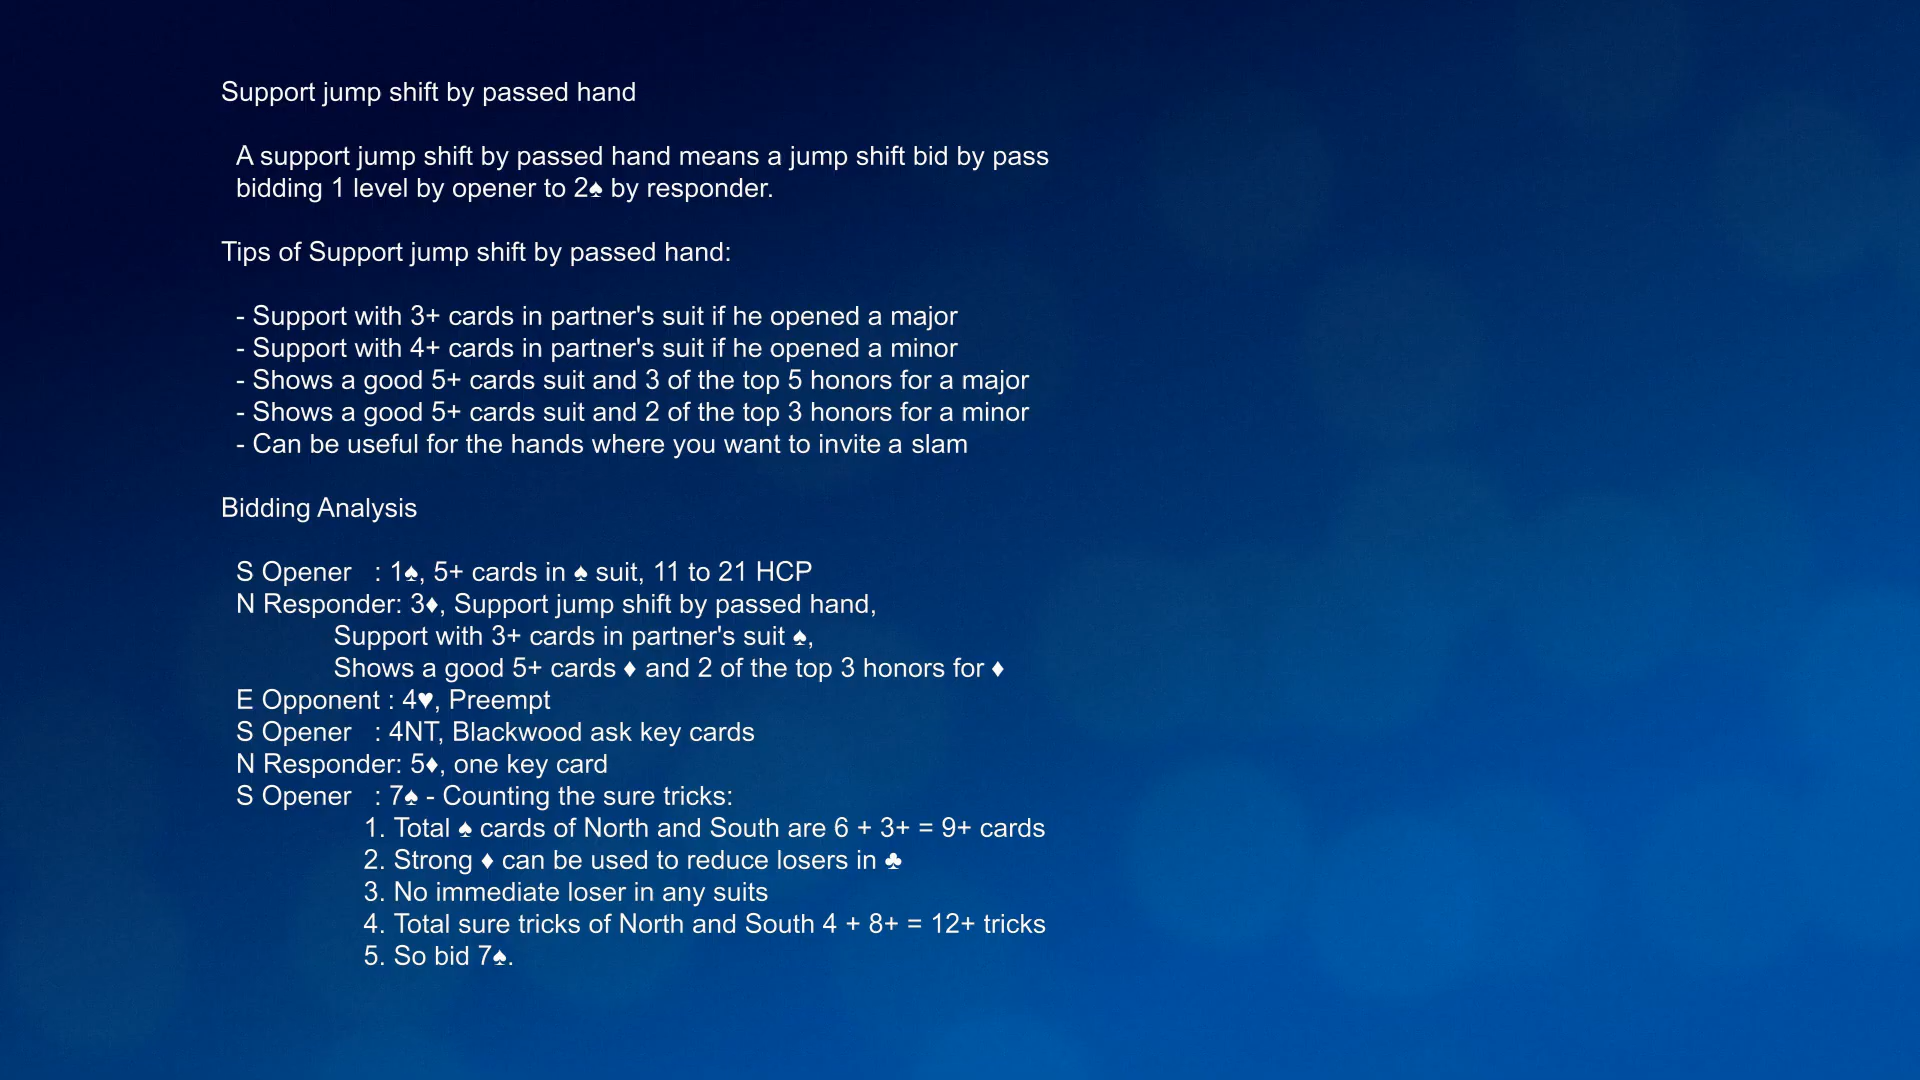 Support jump shift by passed hand
A support jump shift by passed hand means a jump shift bid by pass
bidding 1 level by opener to 2♠ by responder.
Tips of Support jump shift by passed hand:
- Support with 3+ cards in partner's suit if he opened a major
- Support with 4+ cards in partner's suit if he opened a minor
- Shows a good 5+ cards suit and 3 of the top 5 honors for a major
- Shows a good 5+ cards suit and 2 of the top 3 honors for a minor
- Can be useful for the hands where you want to invite a slam
Bidding Analysis
S Opener : 1♠, 5+ cards in ♠ suit, 11 to 21 HCP
N Responder: 3♦, Support jump shift by passed hand,
Support with 3+ cards in partner's suit ♠,
Shows a good 5+ cards ♦ and 2 of the top 3 honors for ♦
E Opponent : 4♥, Preempt
S Opener : 4NT, Blackwood ask key cards
N Responder: 5♦, one key card
S Opener : 7♠ - Counting the sure tricks:
1. Total ♠ cards of North and South are 6 + 3+ = 9+ cards
2. Strong ♦ can be used to reduce losers in ♣
3. No immediate loser in any suits
4. Total sure tricks of North and South 4 + 8+ = 12+ tricks
5. So bid 7♠.